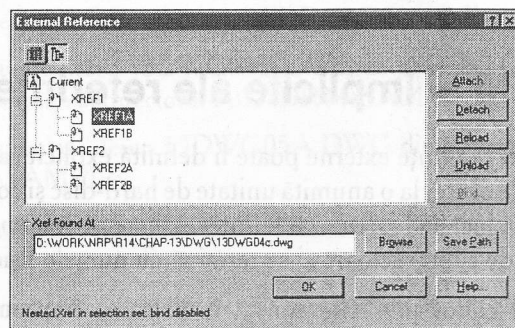 External Reference
Current
XREF1
XREF1A
XREF1B
XREF2
XREF2A
XREF2B
Attach
Detach
Reload
Unload
Xref Found At
D:\WORK\NRP\R14\CHAP-13\DWG\13DWG04c.dwg
Browse
Save Path
OK
Cancel
Help...
Nested Xref in selection set: bind disabled